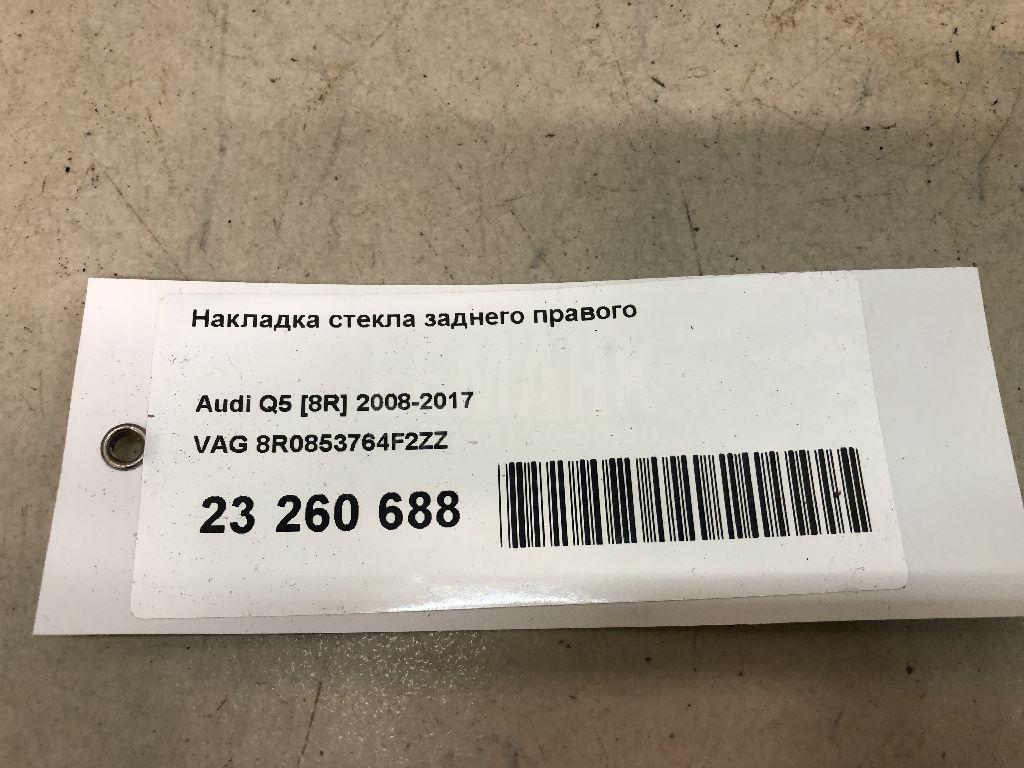 Накладка стекла заднего правого
Audi Q5 [8R] 2008-2017
VAG 8R0853764F2ZZ
23 260 688